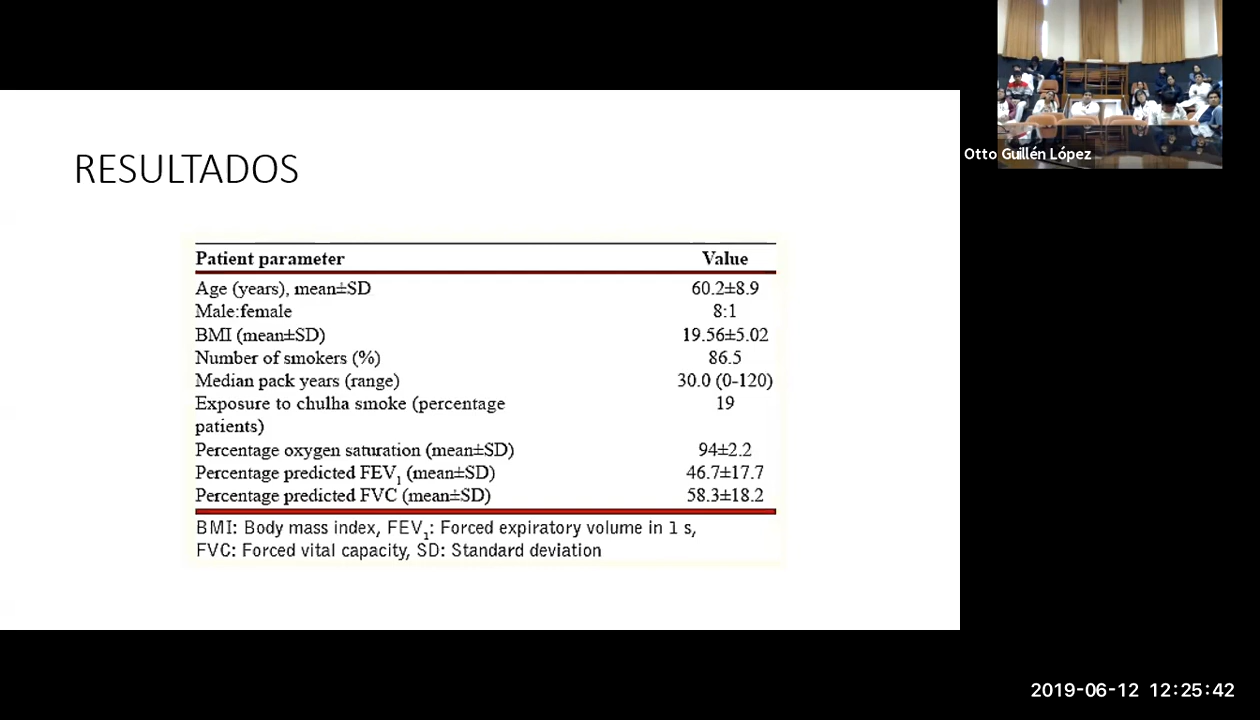 RESULTADOS
Patient parameter Value
Age (years), mean±SD 60.2±8.9
Male:female 8:1
BMI (mean±SD) 19.56±5.02
Number of smokers (%) 86.5
Median pack years (range) 30.0 (0-120)
Exposure to chulha smoke (percentage 19
patients)
Percentage oxygen saturation (mean±SD) 94±2.2
Percentage predicted FEV₁ (mean±SD) 46.7±17.7
Percentage predicted FVC (mean±SD) 58.3±18.2
BMI: Body mass index, FEV₁: Forced expiratory volume in 1 s,
FVC: Forced vital capacity, SD: Standard deviation
Otto Guillén López
2019-06-12 12:25:42